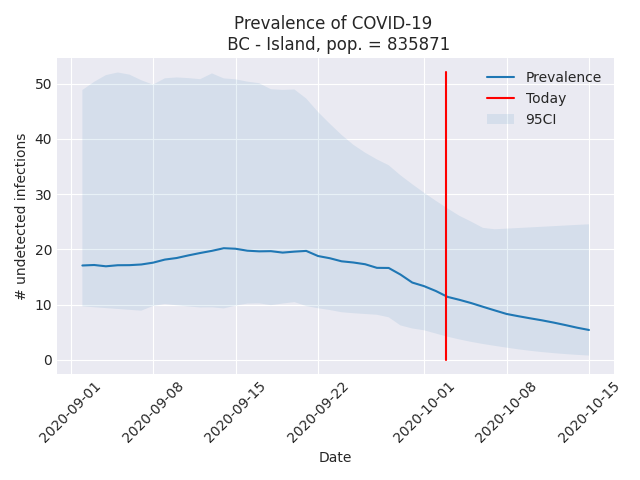 Prevalence of COVID-19
BC - Island, pop. = 835871
Prevalence
Today
95CI
# undetected infections
50
40
30
20
10
0
2020-09-01
2020-09-08
2020-09-15
2020-09-22
2020-10-01
2020-10-08
2020-10-15
Date